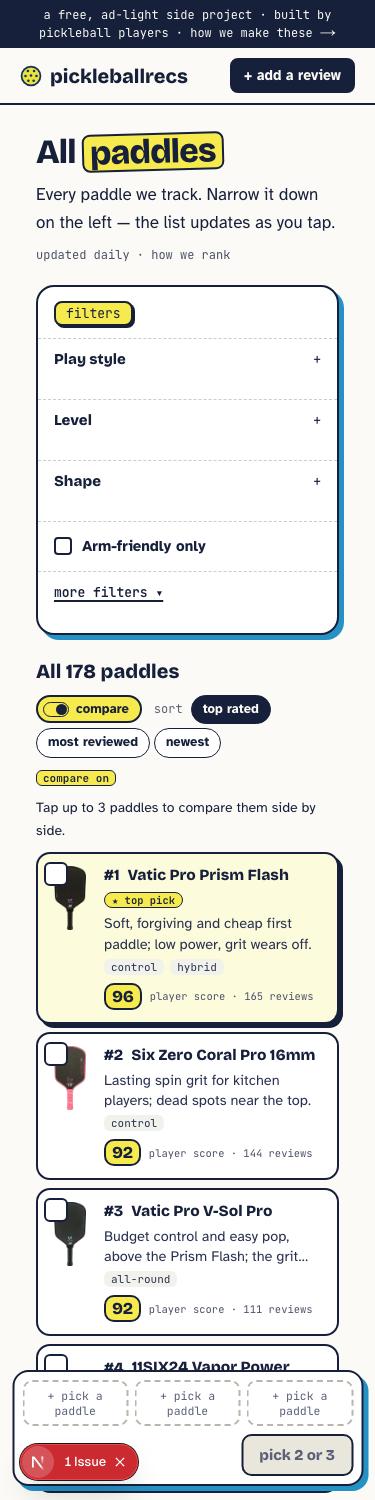 a free, ad-light side project · built by
pickleball players · how we make these →
pickleballrecs
+ add a review
All paddles
Every paddle we track. Narrow it down
on the left — the list updates as you tap.
updated daily · how we rank
filters
Play style +
Level +
Shape +
Arm-friendly only
more filters ▾
All 178 paddles
compare sort top rated
most reviewed newest
compare on
Tap up to 3 paddles to compare them side by
side.
#1 Vatic Pro Prism Flash
★ top pick
Soft, forgiving and cheap first
paddle; low power, grit wears off.
control hybrid
96 player score · 165 reviews
#2 Six Zero Coral Pro 16mm
Lasting spin grit for kitchen
players; dead spots near the top.
control
92 player score · 144 reviews
#3 Vatic Pro V-Sol Pro
Budget control and easy pop,
above the Prism Flash; the grit…
all-round
92 player score · 111 reviews
#4 11SIX24 Vapor Power
+ pick a
paddle
+ pick a
paddle
+ pick a
paddle
N 1 Issue ×
pick 2 or 3